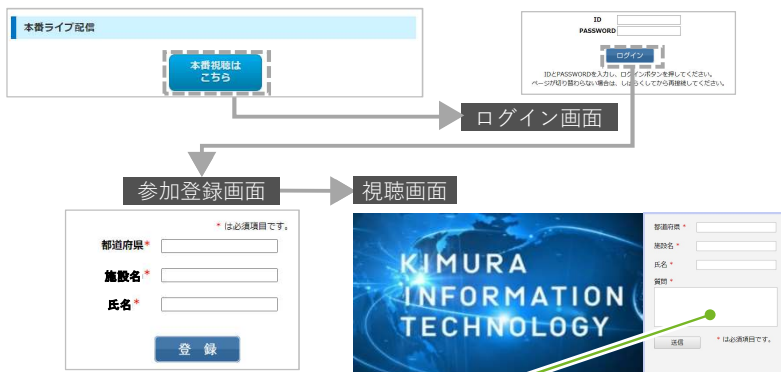 本番ライブ配信
本番視聴は
こちら
ID
PASSWORD
ログイン
IDとPASSWORDを入力し、ログインボタンを押してください。
ページが切り替わらない場合は、しばらくしてから再接続してください。
ログイン画面
参加登録画面
視聴画面
* は必須項目です。
都道府県*
施設名*
氏名*
登 録
KIMURA
INFORMATION
TECHNOLOGY
都道府県 *
施設名 *
氏名 *
質問 *
送信
* は必須項目です。